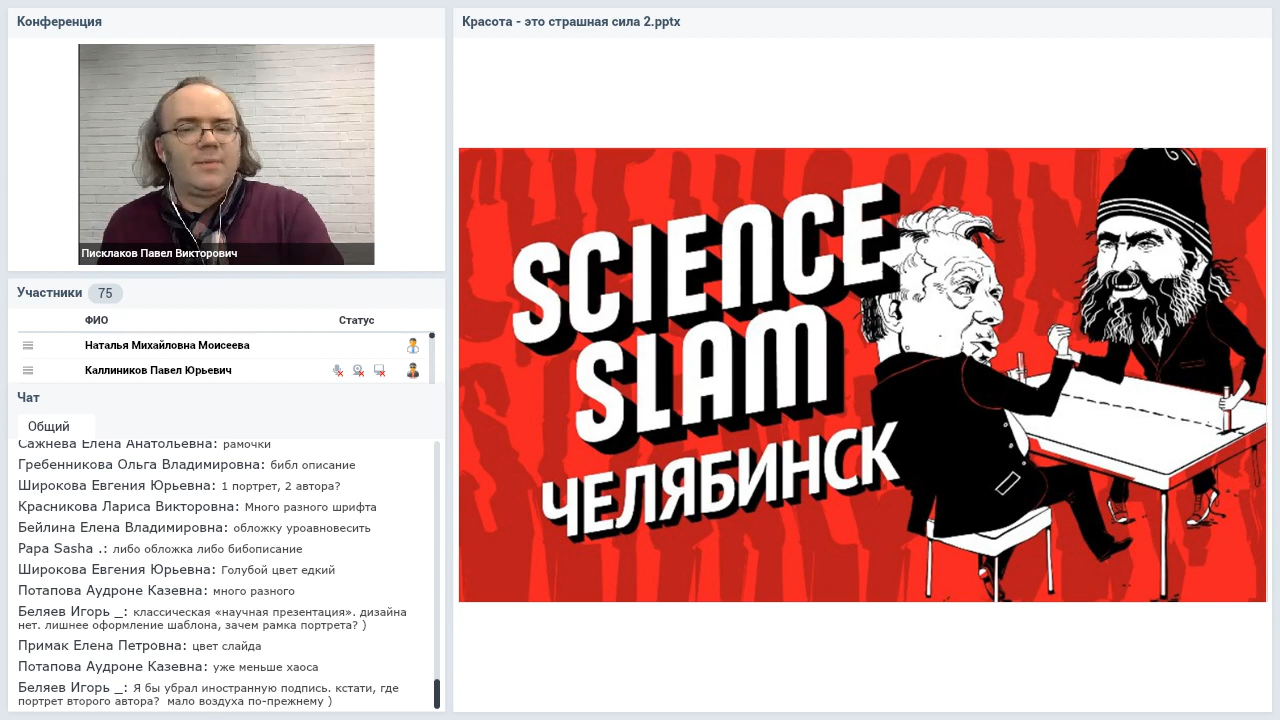 Конференция
Писклаков Павел Викторович
Участники 75
ФИО Статус
Наталья Михайловна Моисеева
Каллиников Павел Юрьевич
Чат
Общий
Сажнева Елена Анатольевна: рамочки
Гребенникова Ольга Владимировна: библ описание
Широкова Евгения Юрьевна: 1 портрет, 2 автора?
Красникова Лариса Викторовна: Много разного шрифта
Бейлина Елена Владимировна: обложку уроавновесить
Papa Sasha .: либо обложка либо бибописание
Широкова Евгения Юрьевна: Голубой цвет едкий
Потапова Аудроне Казевна: много разного
Беляев Игорь _: классическая «научная презентация». дизайна
нет. лишнее оформление шаблона, зачем рамка портрета? )
Примак Елена Петровна: цвет слайда
Потапова Аудроне Казевна: уже меньше хаоса
Беляев Игорь _: Я бы убрал иностранную подпись. кстати, где
портрет второго автора? мало воздуха по-прежнему )
Красота - это страшная сила 2.pptx
SCIENCE
SLAM
ЧЕЛЯБИНСК